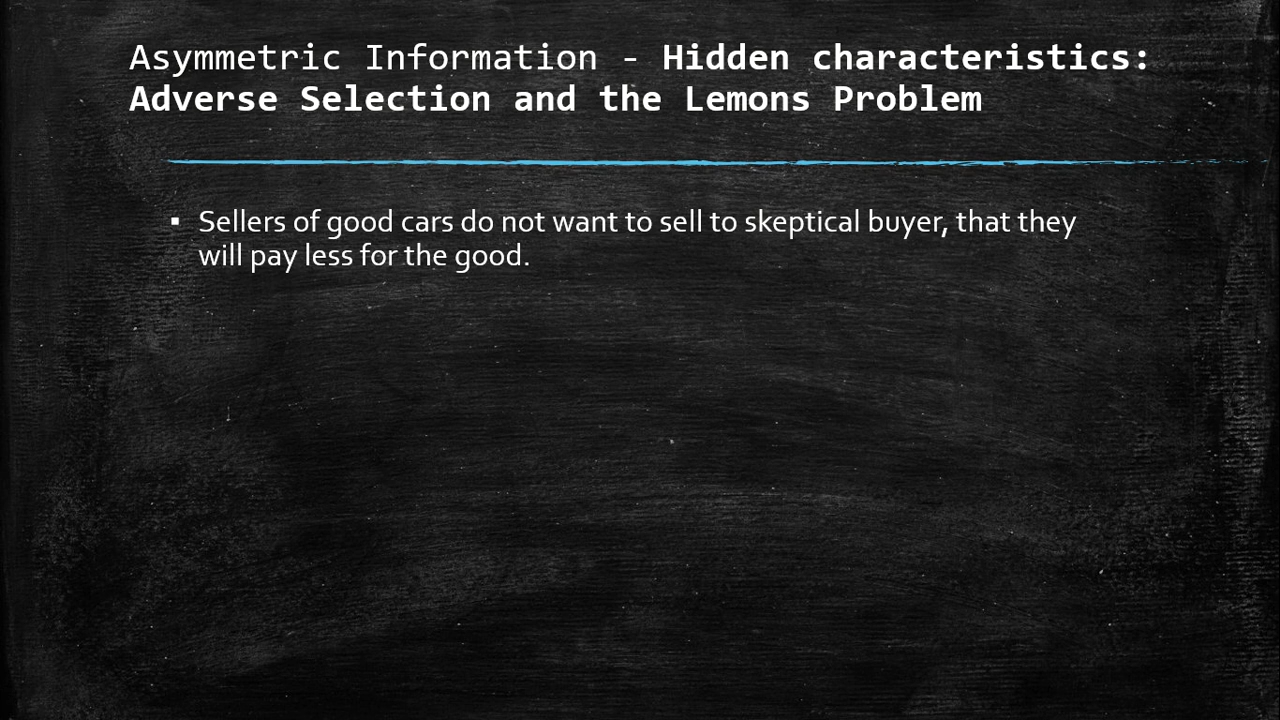 Asymmetric Information - Hidden characteristics:
Adverse Selection and the Lemons Problem
▪ Sellers of good cars do not want to sell to skeptical buyer, that they
will pay less for the good.